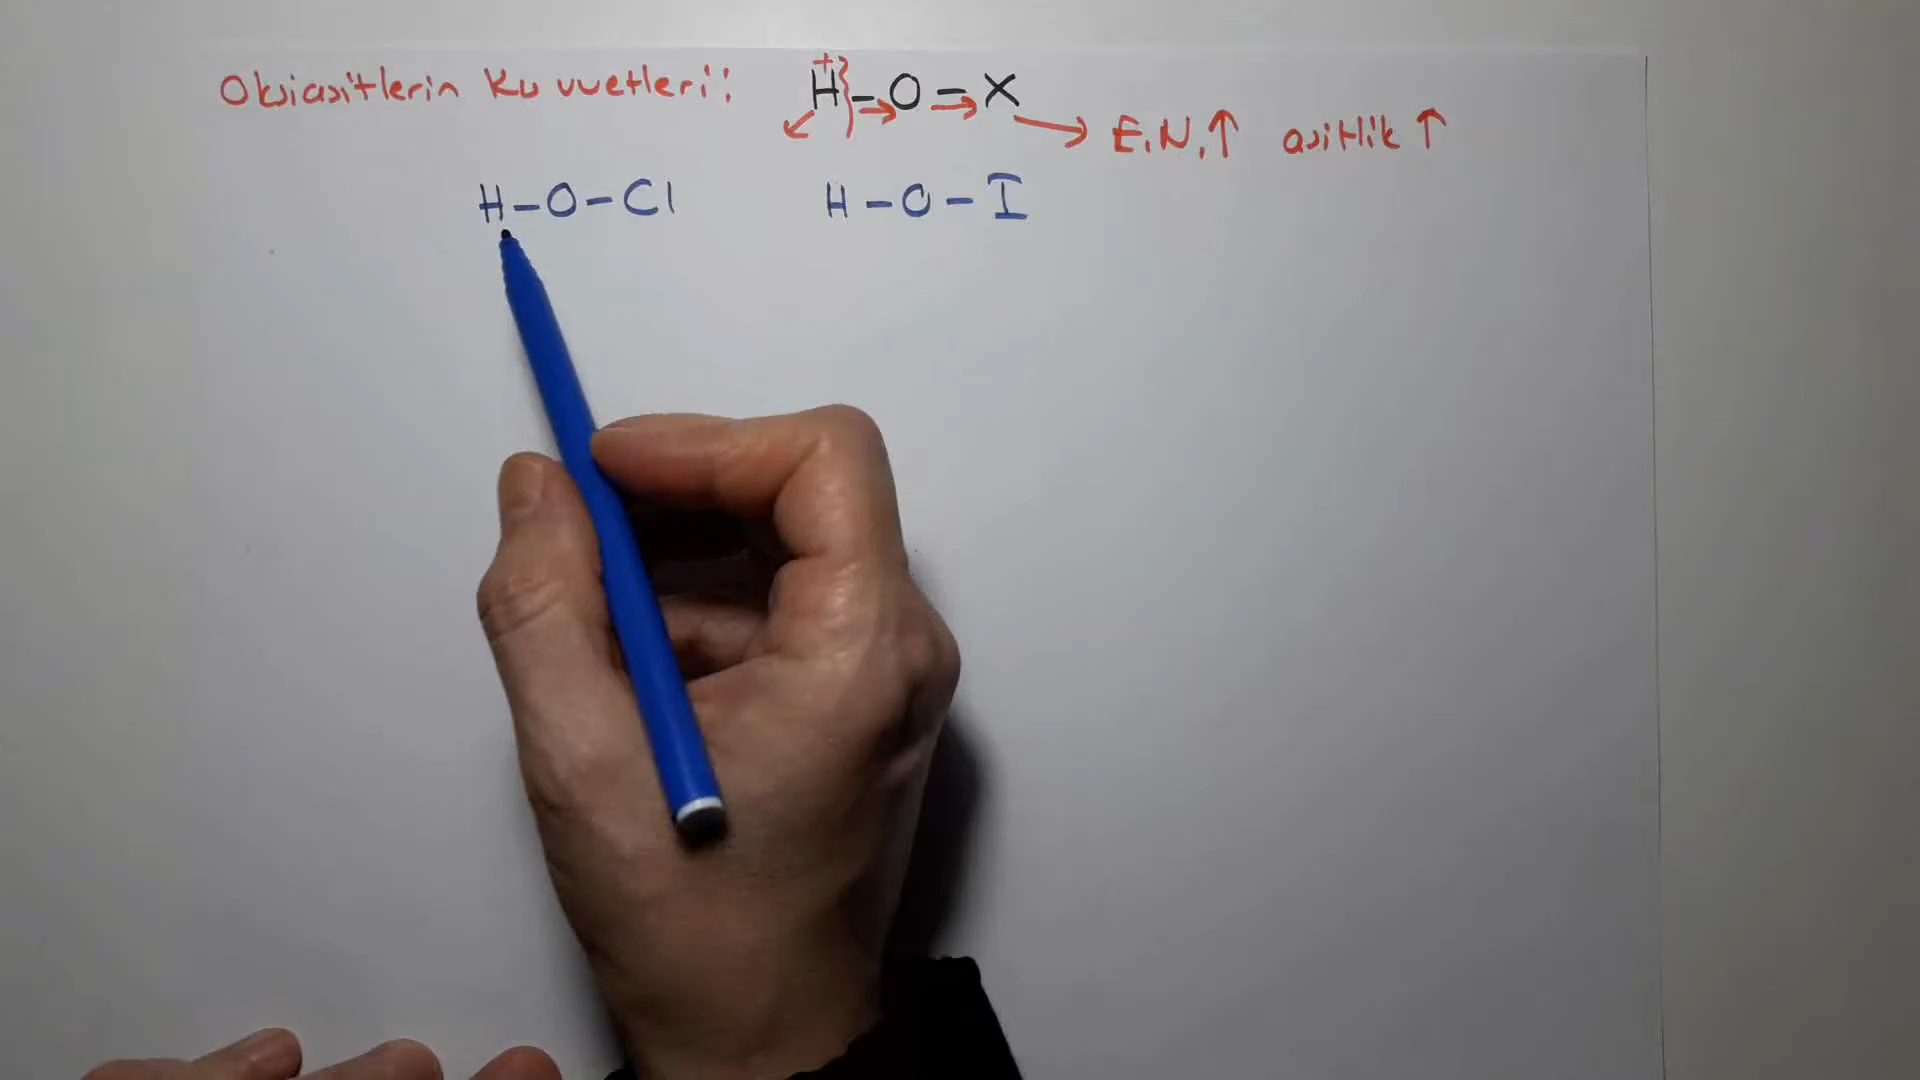 Oksiasitlerin Kuvvetleri: H⁺ – O – X
→ E.N.↑ asitlik ↑
H – O – Cl H – O – I